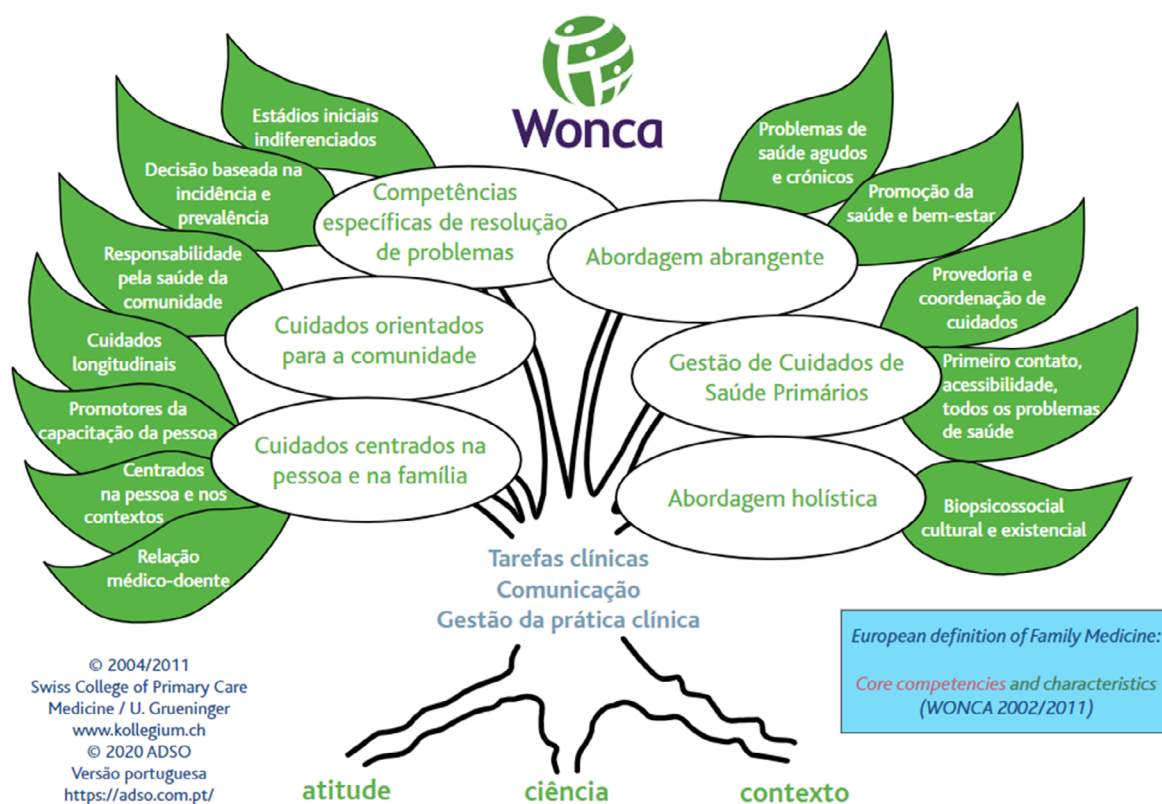 Wonca
Estádios iniciais
indiferenciados
Decisão baseada na
incidência e
prevalência
Responsabilidade
pela saúde da
comunidade
Cuidados
longitudinais
Promotores da
capacitação da pessoa
Centrados
na pessoa e nos
contextos
Relação
médico-doente
Competências
específicas de resolução
de problemas
Cuidados orientados
para a comunidade
Cuidados centrados na
pessoa e na família
Problemas de
saúde agudos
e crónicos
Promoção da
saúde e bem-estar
Provedoria e
coordenação de
cuidados
Primeiro contato,
acessibilidade,
todos os problemas
de saúde
Biopsicossocial
cultural e existencial
Abordagem abrangente
Gestão de Cuidados de
Saúde Primários
Abordagem holística
Tarefas clínicas
Comunicação
Gestão da prática clínica
© 2004/2011
Swiss College of Primary Care
Medicine / U. Grueninger
www.kollegium.ch
© 2020 ADSO
Versão portuguesa
https://adso.com.pt/
European definition of Family Medicine:
Core competencies and characteristics
(WONCA 2002/2011)
atitude
ciência
contexto